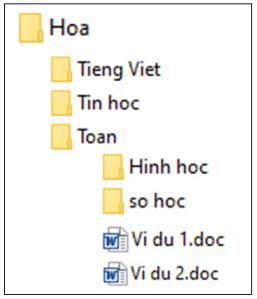 Hoa
Tieng Viet
Tin hoc
Toan
Hinh hoc
so hoc
Vi du 1.doc
Vi du 2.doc